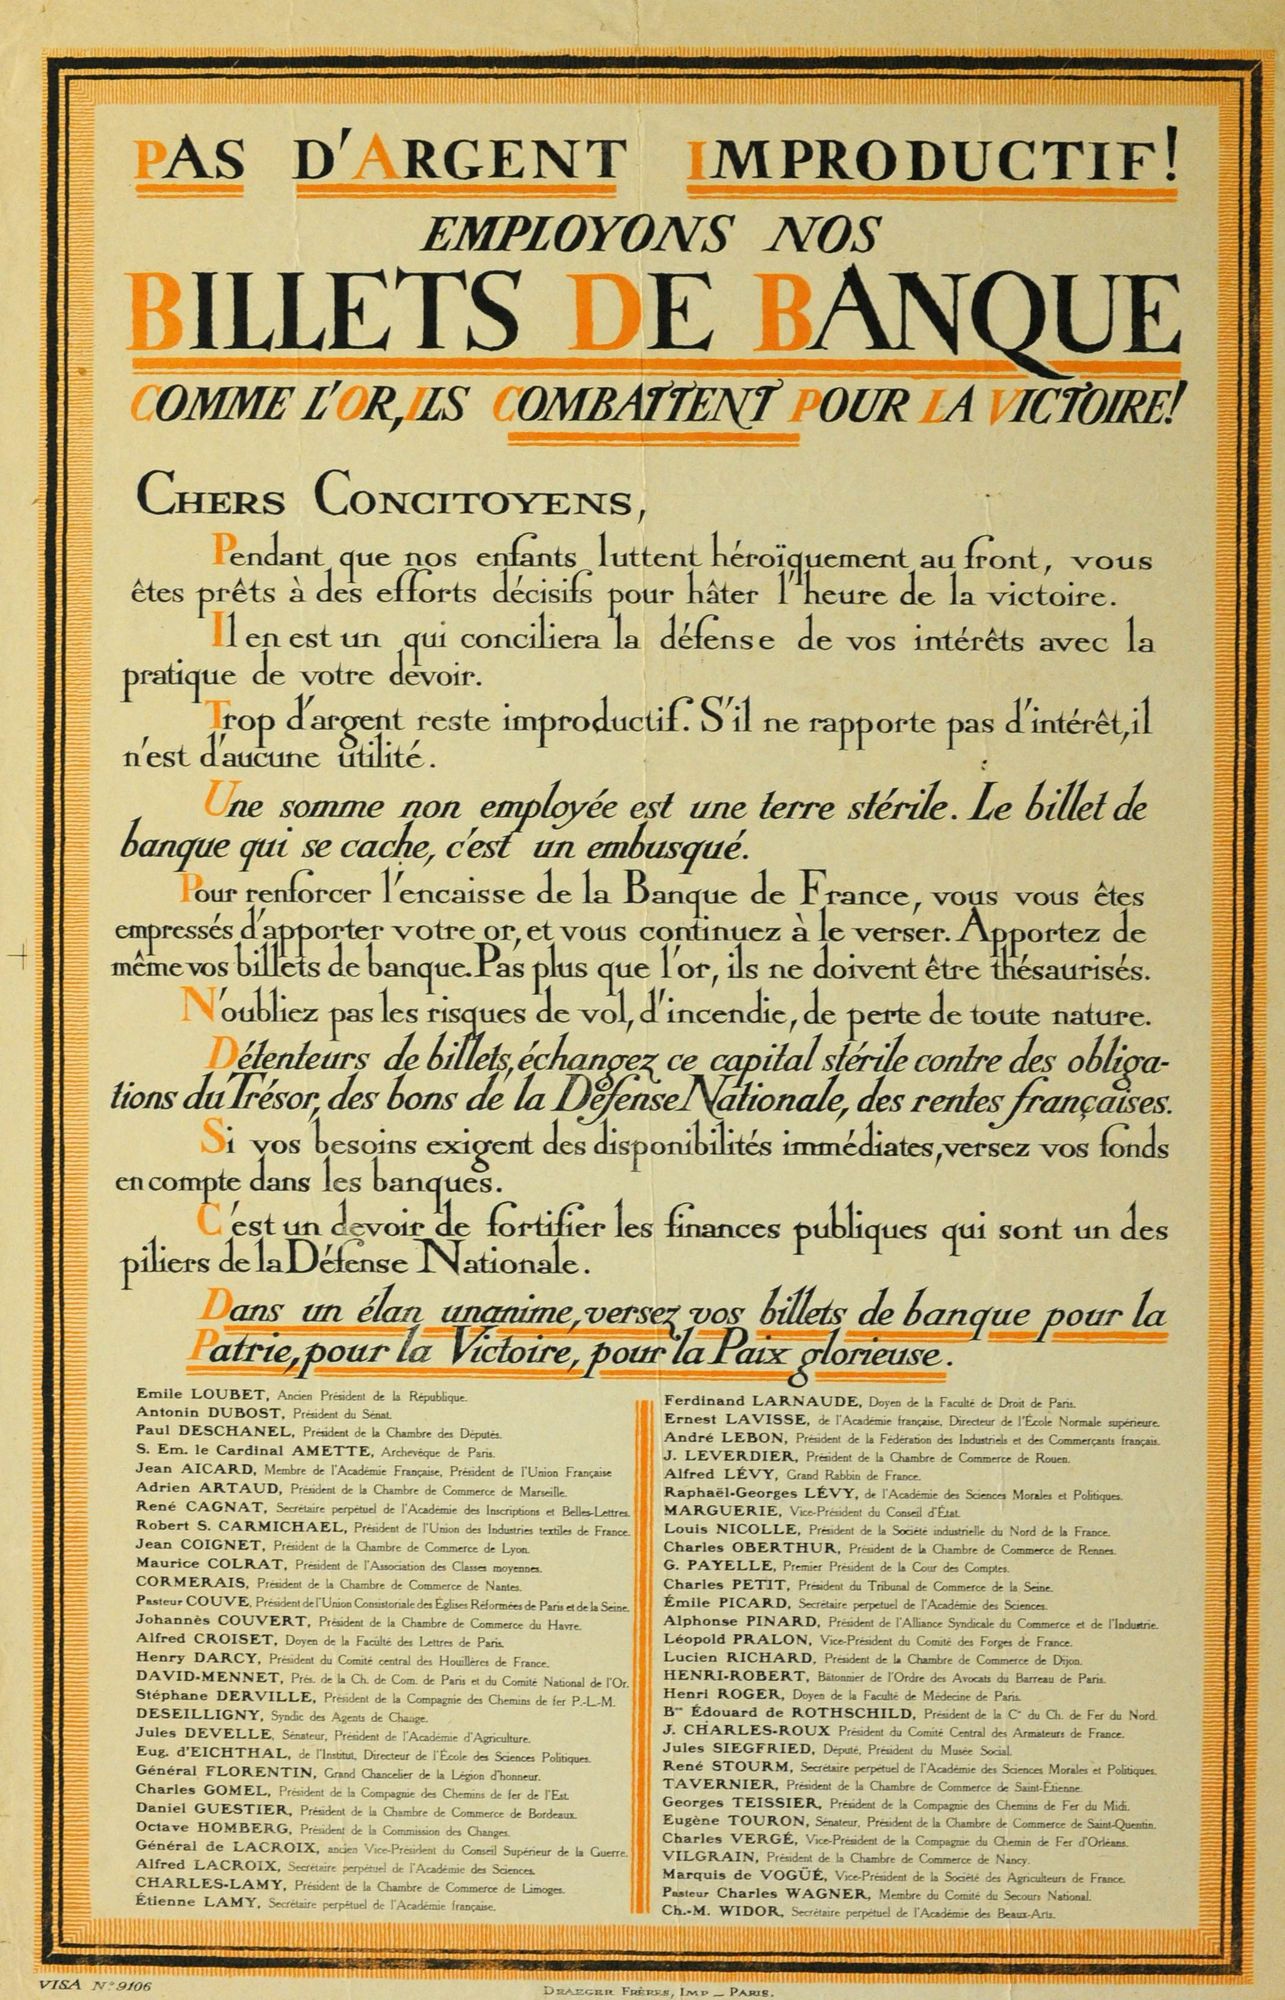 PAS D'ARGENT IMPRODUCTIF!
EMPLOYONS NOS
BILLETS DE BANQUE
COMME L'OR, ILS COMBATTENT POUR LA VICTOIRE!
CHERS CONCITOYENS,
Pendant que nos enfants luttent héroïquement au front, vous
êtes prêts à des efforts décisifs pour hâter l'heure de la victoire.
Il en est un qui conciliera la défense de vos intérêts avec la
pratique de votre devoir.
Trop d'argent reste improductif. S'il ne rapporte pas d'intérêt, il
n'est d'aucune utilité.
Une somme non employée est une terre stérile. Le billet de
banque qui se cache, c'est un embusqué.
Pour renforcer l'encaisse de la Banque de France, vous vous êtes
empressés d'apporter votre or, et vous continuez à le verser. Apportez de
même vos billets de banque. Pas plus que l'or, ils ne doivent être thésaurisés.
N'oubliez pas les risques de vol, d'incendie, de perte de toute nature.
Détenteurs de billets, échangez ce capital stérile contre des obliga-
tions du Trésor, des bons de la Défense Nationale, des rentes françaises.
Si vos besoins exigent des disponibilités immédiates, versez vos fonds
en compte dans les banques.
C'est un devoir de fortifier les finances publiques qui sont un des
piliers de la Défense Nationale.
Dans un élan unanime, versez vos billets de banque pour la
Patrie, pour la Victoire, pour la Paix glorieuse.
Emile LOUBET, Ancien Président de la République.
Antonin DUBOST, Président du Sénat.
Paul DESCHANEL, Président de la Chambre des Députés.
S. Em. le Cardinal AMETTE, Archevêque de Paris.
Jean AICARD, Membre de l'Académie Française, Président de l'Union Française
Adrien ARTAUD, Président de la Chambre de Commerce de Marseille.
René CAGNAT, Secrétaire perpétuel de l'Académie des Inscriptions et Belles-Lettres.
Robert S. CARMICHAEL, Président de l'Union des Industries textiles de France.
Jean COIGNET, Président de la Chambre de Commerce de Lyon.
Maurice COLRAT, Président de l'Association des Classes moyennes.
CORMERAIS, Président de la Chambre de Commerce de Nantes.
Pasteur COUVE, Président de l'Union Consistoriale des Églises Réformées de Paris et de la Seine.
Johannès COUVERT, Président de la Chambre de Commerce du Havre.
Alfred CROISET, Doyen de la Faculté des Lettres de Paris.
Henry DARCY, Président du Comité central des Houillères de France.
DAVID-MENNET, Prés. de la Ch. de Com. de Paris et du Comité National de l'Or.
Stéphane DERVILLE, Président de la Compagnie des Chemins de fer P.-L.-M.
DESEILLIGNY, Syndic des Agents de Change.
Jules DEVELLE, Sénateur, Président de l'Académie d'Agriculture.
Eug. d'EICHTHAL, de l'Institut, Directeur de l'École des Sciences Politiques.
Général FLORENTIN, Grand Chancelier de la Légion d'honneur.
Charles GOMEL, Président de la Compagnie des Chemins de fer de l'Est.
Daniel GUESTIER, Président de la Chambre de Commerce de Bordeaux.
Octave HOMBERG, Président de la Commission des Changes.
Général de LACROIX, ancien Vice-Président du Conseil Supérieur de la Guerre.
Alfred LACROIX, Secrétaire perpétuel de l'Académie des Sciences.
CHARLES-LAMY, Président de la Chambre de Commerce de Limoges.
Étienne LAMY, Secrétaire perpétuel de l'Académie française.
Ferdinand LARNAUDE, Doyen de la Faculté de Droit de Paris.
Ernest LAVISSE, de l'Académie française, Directeur de l'École Normale supérieure.
André LEBON, Président de la Fédération des Industriels et des Commerçants français.
J. LEVERDIER, Président de la Chambre de Commerce de Rouen.
Alfred LÉVY, Grand Rabbin de France.
Raphaël-Georges LÉVY, de l'Académie des Sciences Morales et Politiques.
MARGUERIE, Vice-Président du Conseil d'État.
Louis NICOLLE, Président de la Société industrielle du Nord de la France.
Charles OBERTHUR, Président de la Chambre de Commerce de Rennes.
G. PAYELLE, Premier Président de la Cour des Comptes.
Charles PETIT, Président du Tribunal de Commerce de la Seine.
Émile PICARD, Secrétaire perpétuel de l'Académie des Sciences.
Alphonse PINARD, Président de l'Alliance Syndicale du Commerce et de l'Industrie.
Léopold PRALON, Vice-Président du Comité des Forges de France.
Lucien RICHARD, Président de la Chambre de Commerce de Dijon.
HENRI-ROBERT, Bâtonnier de l'Ordre des Avocats du Barreau de Paris.
Henri ROGER, Doyen de la Faculté de Médecine de Paris.
Bon Édouard de ROTHSCHILD, Président de la Cie du Ch. de Fer du Nord.
J. CHARLES-ROUX Président du Comité Central des Armateurs de France.
Jules SIEGFRIED, Député, Président du Musée Social.
René STOURM, Secrétaire perpétuel de l'Académie des Sciences Morales et Politiques.
TAVERNIER, Président de la Chambre de Commerce de Saint-Étienne.
Georges TEISSIER, Président de la Compagnie des Chemins de Fer du Midi.
Eugène TOURON, Sénateur, Président de la Chambre de Commerce de Saint-Quentin.
Charles VERGÉ, Vice-Président de la Compagnie du Chemin de Fer d'Orléans.
VILGRAIN, Président de la Chambre de Commerce de Nancy.
Marquis de VOGÜÉ, Vice-Président de la Société des Agriculteurs de France.
Pasteur Charles WAGNER, Membre du Comité du Secours National.
Ch.-M. WIDOR, Secrétaire perpétuel de l'Académie des Beaux-Arts.
VISA N° 9106
DRAEGER FRÈRES, IMP _ PARIS.